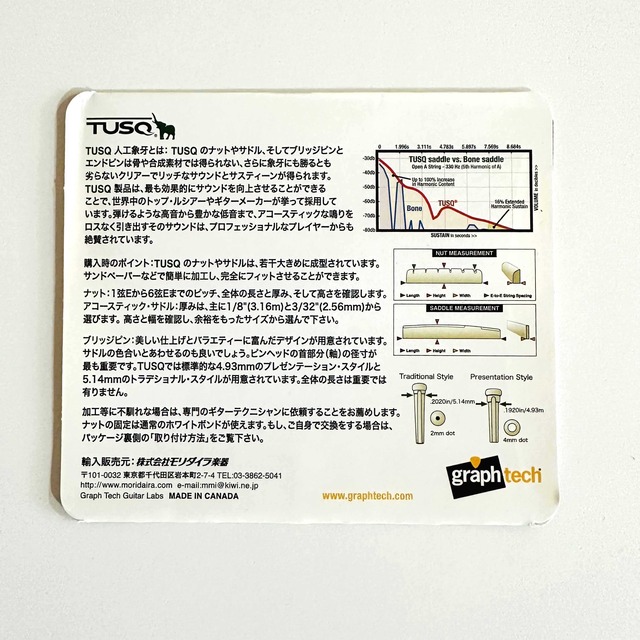 TUSQ
TUSQ 人工象牙とは: TUSQ のナットやサドル、そしてブリッジピンと
エンドピンは骨や合成素材では得られない、さらに象牙にも勝るとも
劣らないクリアーでリッチなサウンドとサスティーンが得られます。
TUSQ 製品は、最も効果的にサウンドを向上させることができる
ことで、世界中のトップ・ルシアーやギターメーカーが挙って採用して
います。弾けるような高音から豊かな低音まで、アコースティックな鳴りを
ロスなく引き出すそのサウンドは、プロフェッショナルなプレイヤーからも
絶賛されています。
購入時のポイント:TUSQ のナットやサドルは、若干大きめに成型されています。
サンドペーパーなどで簡単に加工し、完全にフィットさせることができます。
ナット:1弦Eから6弦Eまでのピッチ、全体の長さと厚み、そして高さを確認します。
アコースティック・サドル:厚みは、主に1/8"(3.16m)と3/32"(2.56mm)から
選びます。高さと幅を確認し、余裕をもったサイズから選んで下さい。
ブリッジピン:美しい仕上げとバラエティーに富んだデザインが用意されています。
サドルの色合いとあわせるのも良いでしょう。ピンヘッドの首部分(軸)の径寸が
最も重要です。TUSQでは標準的な4.93mmのプレゼンテーション・スタイルと
5.14mmのトラデショナル・スタイルが用意されています。全体の長さは重要では
有りません。
加工等に不馴れな場合は、専門のギターテクニシャンに依頼することをお薦めします。
ナットの固定は通常のホワイトボンドが使えます。もし、ご自身で交換をする場合は、
パッケージ裏側の「取り付け方法」をご覧下さい。
輸入販売元: 株式会社モリダイラ楽器
〒101-0032 東京都千代田区岩本町2-7-4 TEL:03-3862-5041
http://www.moridaira.com e-mail:mmi@kiwi.ne.jp
Graph Tech Guitar Labs MADE IN CANADA
www.graphtech.com
0 1.996s 3.111s 4.783s 5.897s 7.569s 8.684s
TUSQ saddle vs. Bone saddle
Open A String - 330 Hz (5th Harmonic of A)
-30db
-40db
-50db
-60db
-70db
-80db
Up to 100% Increase
in Harmonic Content
Bone
TUSQ®
16% Extended
Harmonic Sustain
SUSTAIN in seconds >>
VOLUME in decibles >>
NUT MEASUREMENT
Length Height Width E-to-E String Spacing
SADDLE MEASUREMENT
Length Height Width
Traditional Style Presentation Style
.2020in/5.14mm
.1920in/4.93m
2mm dot
4mm dot
graphtech